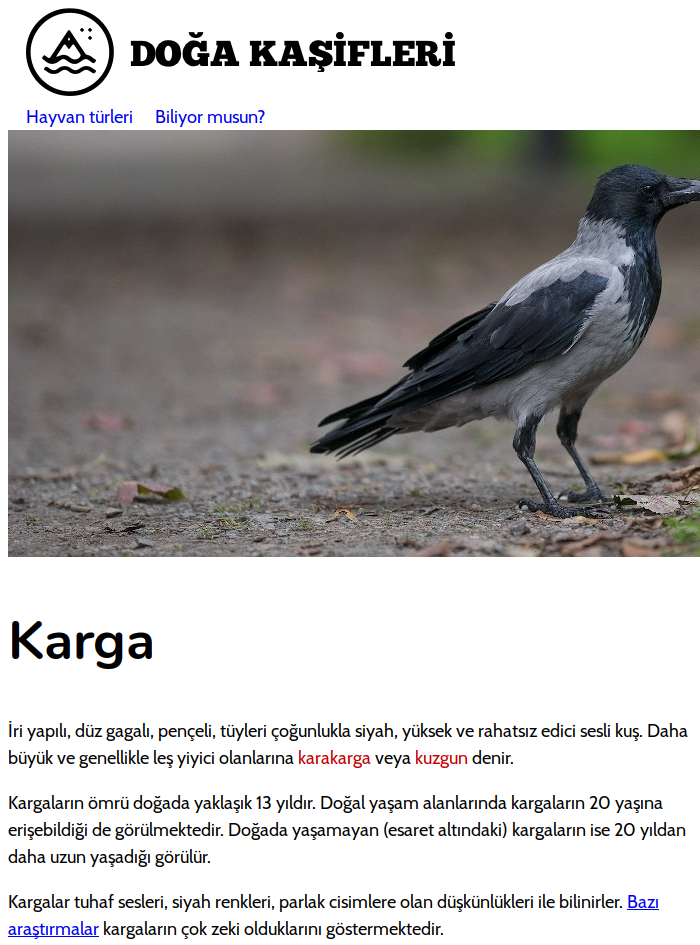 DOĞA KAŞİFLERİ
Hayvan türleri Biliyor musun?
Karga
İri yapılı, düz gagalı, pençeli, tüyleri çoğunlukla siyah, yüksek ve rahatsız edici sesli kuş. Daha
büyük ve genellikle leş yiyici olanlarına karakarga veya kuzgun denir.
Kargaların ömrü doğada yaklaşık 13 yıldır. Doğal yaşam alanlarında kargaların 20 yaşına
erişebildiği de görülmektedir. Doğada yaşamayan (esaret altındaki) kargaların ise 20 yıldan
daha uzun yaşadığı görülür.
Kargalar tuhaf sesleri, siyah renkleri, parlak cisimlere olan düşkünlükleri ile bilinirler. Bazı
araştırmalar kargaların çok zeki olduklarını göstermektedir.